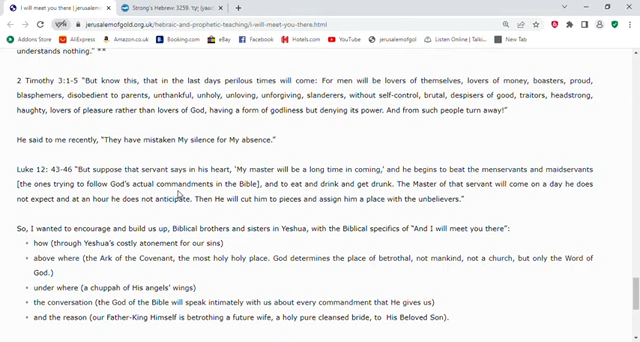 I will meet you there - jerusalem
Strong's Hebrew: 3259. יָעַד (yaad)
jerusalemofgold.org.uk/hebraic-and-prophetic-teaching/i-will-meet-you-there.html
Addons Store AliExpress Amazon.co.uk B Booking.com eBay Facebook Hotels.com YouTube jerusalemofgold Listen Online | Talki... New Tab
understands nothing." **
2 Timothy 3:1-5 "But know this, that in the last days perilous times will come: For men will be lovers of themselves, lovers of money, boasters, proud,
blasphemers, disobedient to parents, unthankful, unholy, unloving, unforgiving, slanderers, without self-control, brutal, despisers of good, traitors, headstrong,
haughty, lovers of pleasure rather than lovers of God, having a form of godliness but denying its power. And from such people turn away!"
He said to me recently, "They have mistaken My silence for My absence."
Luke 12: 43-46 "But suppose that servant says in his heart, 'My master will be a long time in coming,' and he begins to beat the menservants and maidservants
[the ones trying to follow God's actual commandments in the Bible], and to eat and drink and get drunk. The Master of that servant will come on a day he does
not expect and at an hour he does not anticipate. Then He will cut him to pieces and assign him a place with the unbelievers."
So, I wanted to encourage and build us up, Biblical brothers and sisters in Yeshua, with the Biblical specifics of "And I will meet you there":
• how (through Yeshua's costly atonement for our sins)
• above where (the Ark of the Covenant, the most holy holy place. God determines the place of betrothal, not mankind, not a church, but only the Word of
God.)
• under where (a chuppah of His angels' wings)
• the conversation (the God of the Bible will speak intimately with us about every commandment that He gives us)
• and the reason (our Father-King Himself is betrothing a future wife, a holy pure cleansed bride, to His Beloved Son).